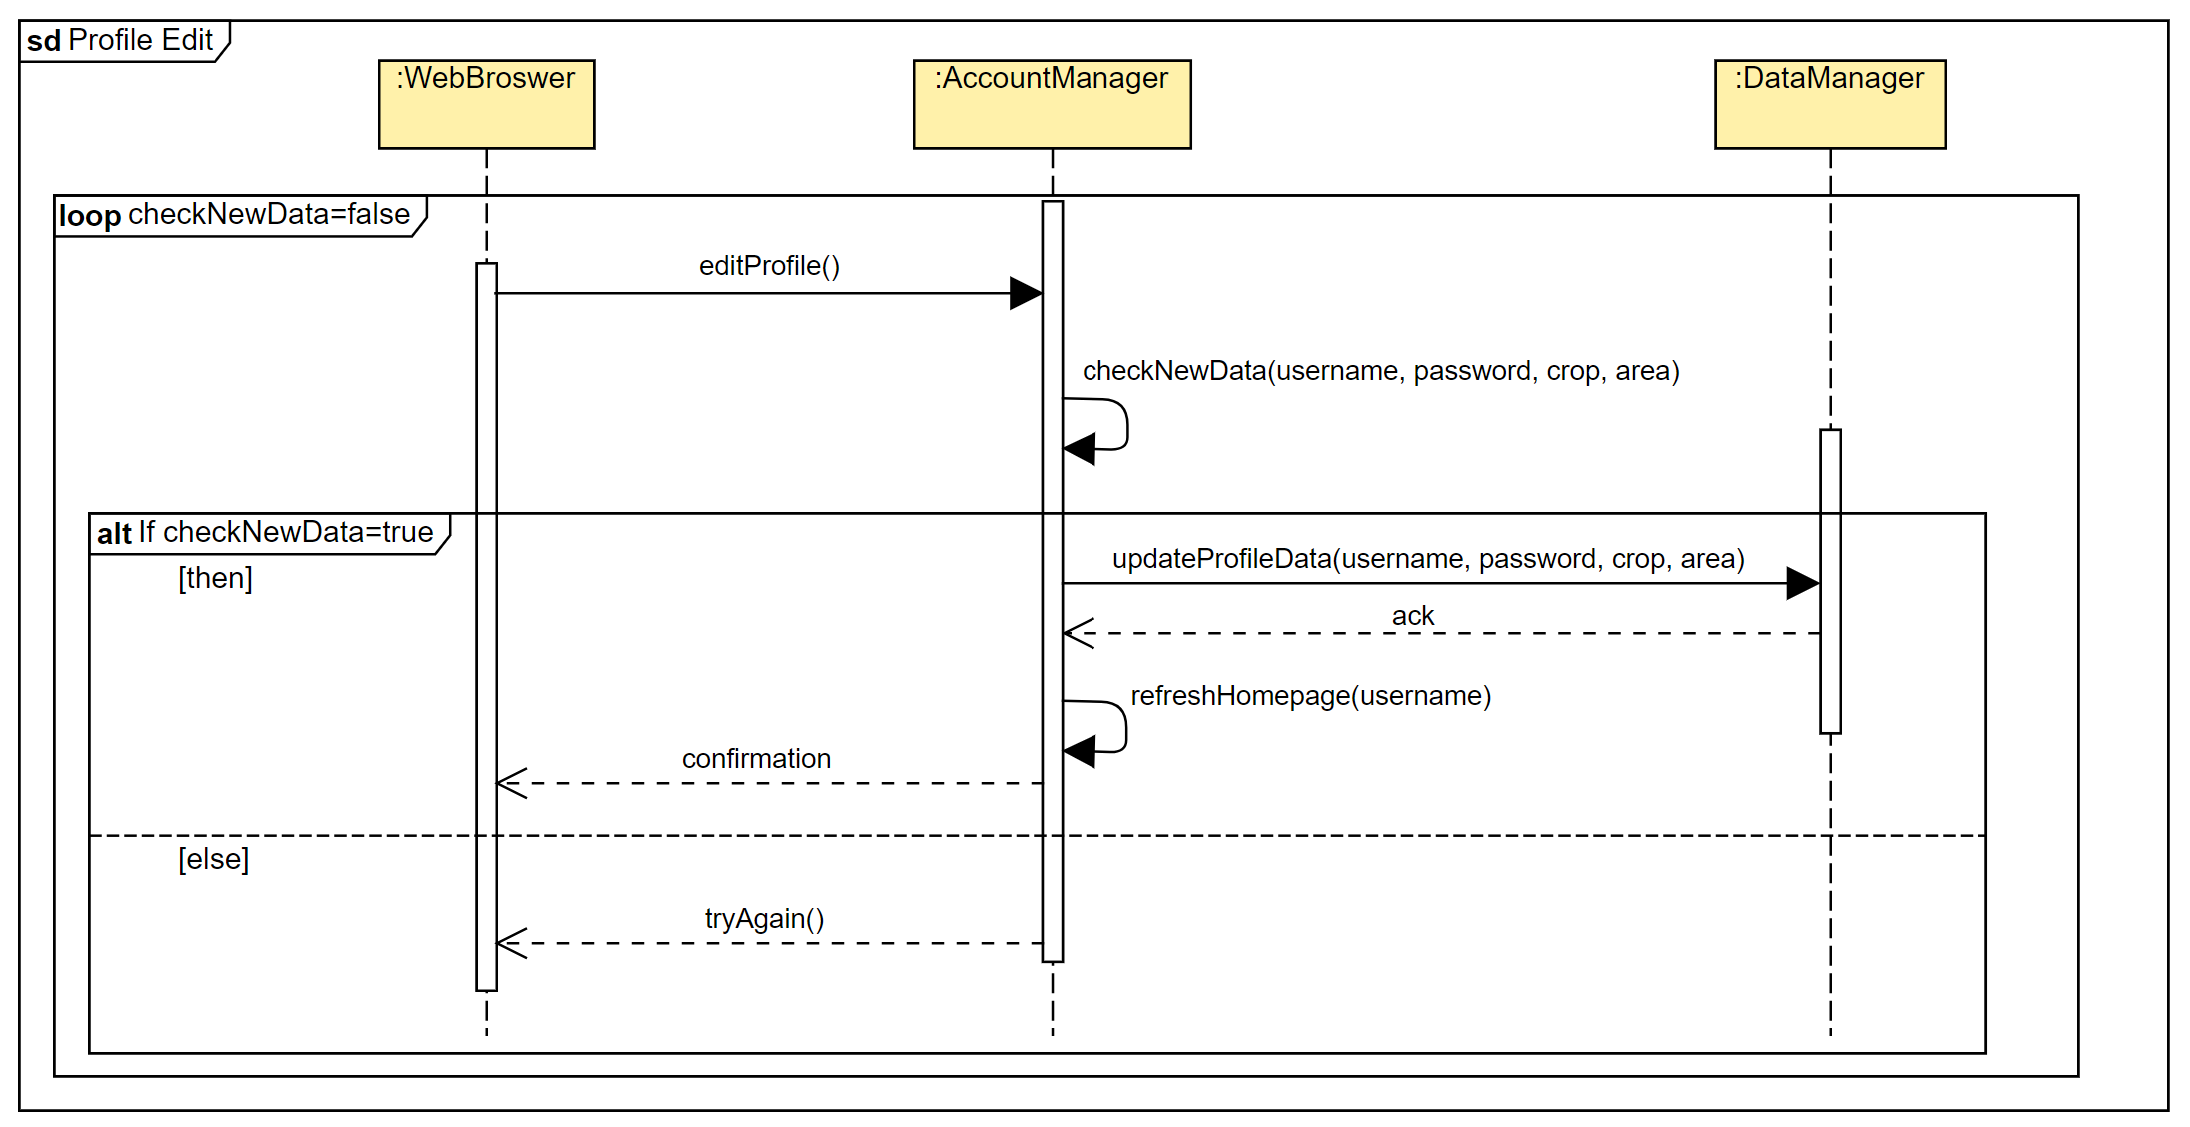 sd Profile Edit
:WebBroswer
:AccountManager
:DataManager
loop checkNewData=false
editProfile()
checkNewData(username, password, crop, area)
alt If checkNewData=true
[then]
updateProfileData(username, password, crop, area)
ack
refreshHomepage(username)
confirmation
[else]
tryAgain()